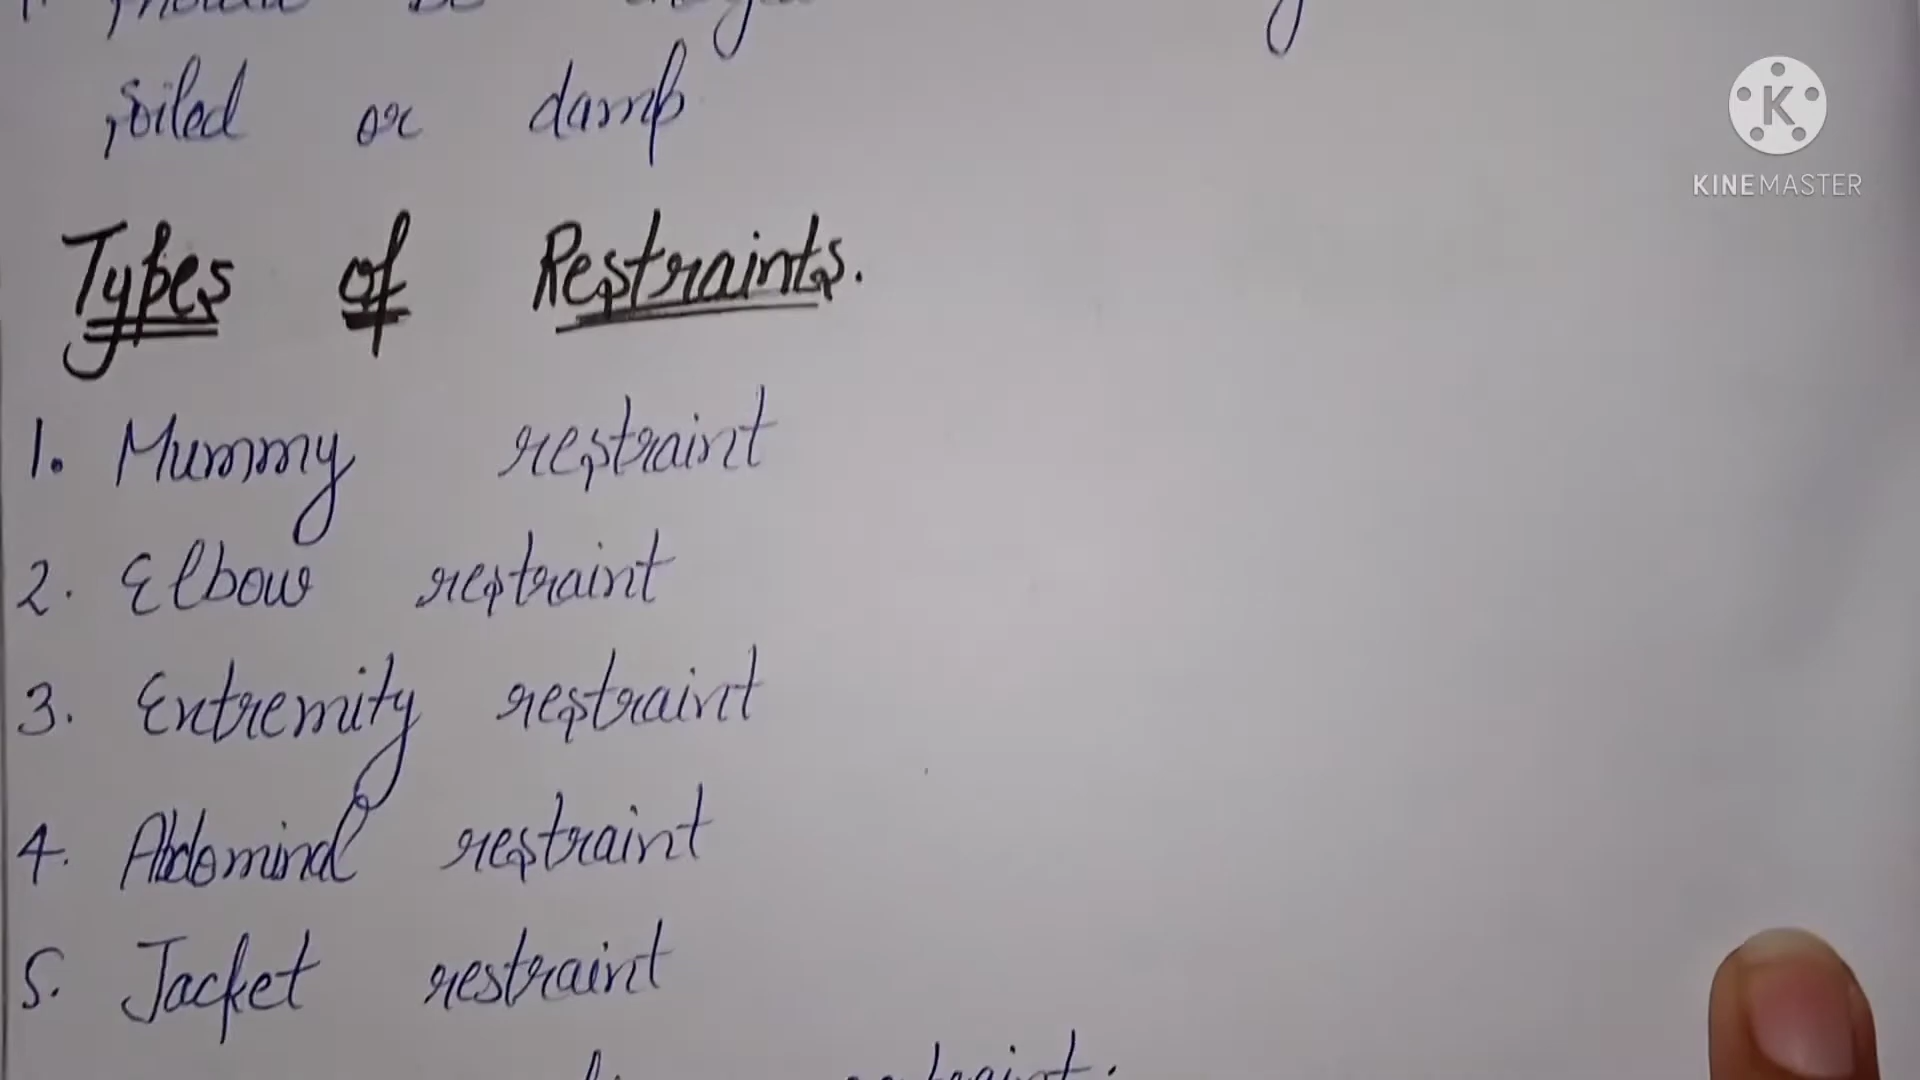 soiled or damp
K
KINEMASTER
Types of Restraints.
1. Mummy restraint
2. Elbow restraint
3. Extremity restraint
4. Abdominal restraint
5. Jacket restraint